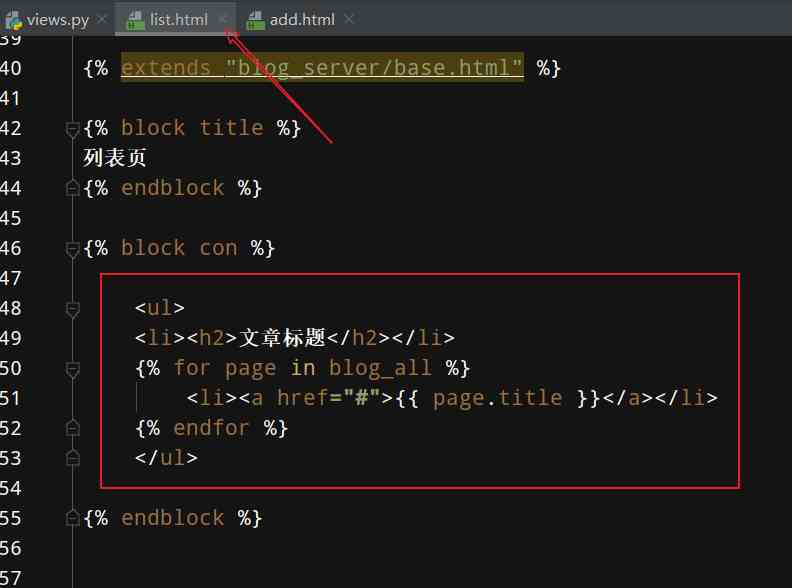 views.py list.html add.html
39
40 {% extends "blog_server/base.html" %}
41
42 {% block title %}
43 列表页
44 {% endblock %}
45
46 {% block con %}
47
48 <ul>
49 <li><h2>文章标题</h2></li>
50 {% for page in blog_all %}
51 <li><a href="#">{{ page.title }}</a></li>
52 {% endfor %}
53 </ul>
54
55 {% endblock %}
56
57